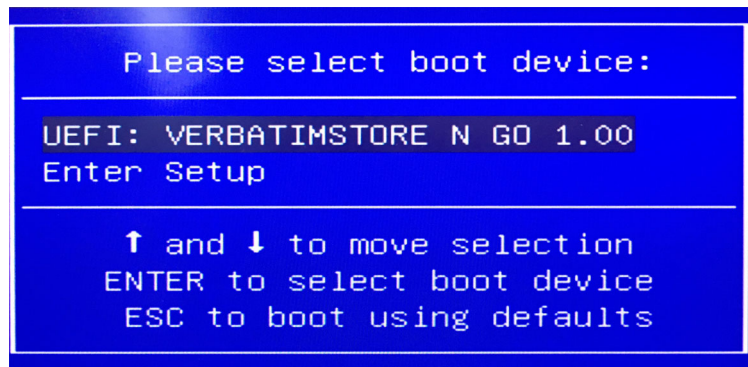 Please select boot device:
UEFI: VERBATIMSTORE N GO 1.00
Enter Setup
↑ and ↓ to move selection
ENTER to select boot device
ESC to boot using defaults